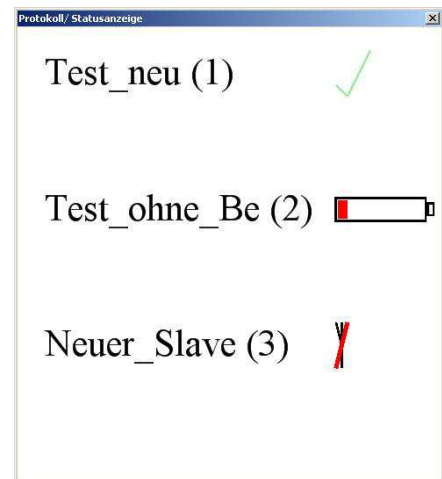 Protokoll/ Statusanzeige
Test_neu (1)
Test_ohne_Be (2)
Neuer_Slave (3)